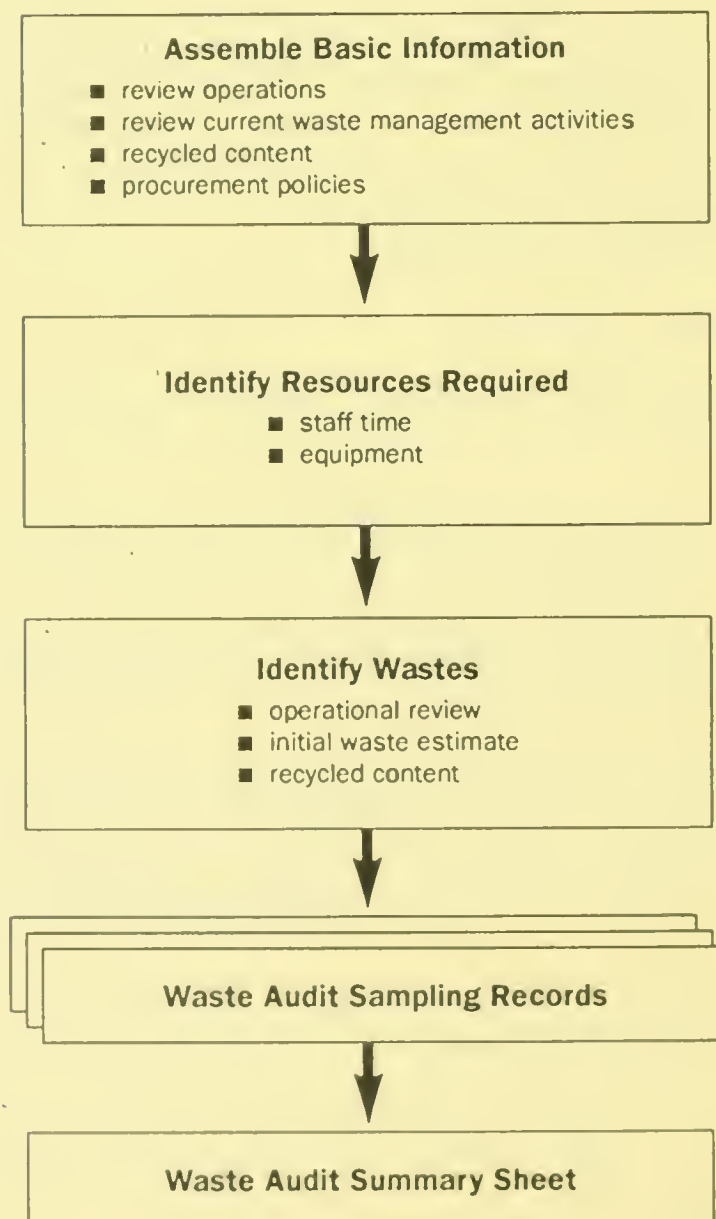 Assemble Basic Information
■ review operations
■ review current waste management activities
■ recycled content
■ procurement policies
Identify Resources Required
■ staff time
■ equipment
Identify Wastes
■ operational review
■ initial waste estimate
■ recycled content
Waste Audit Sampling Records
Waste Audit Summary Sheet